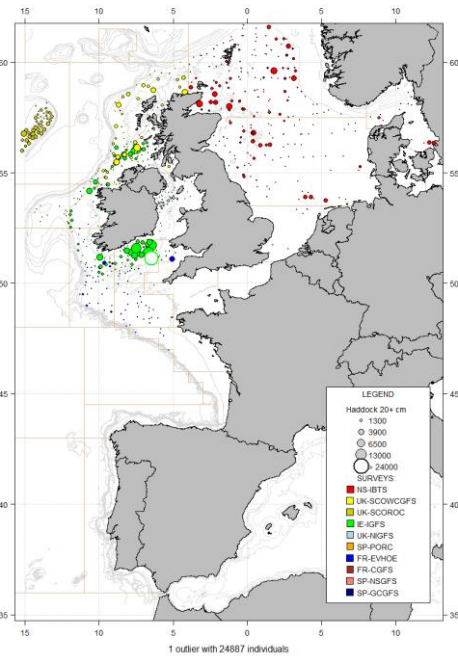 60
55
50
45
40
35
60
55
50
45
40
35
15
10
5
0
5
10
LEGEND
Haddock 20+ cm
1300
3900
6500
13000
> 24000
SURVEYS:
NS-IBTS
UK-SCOWCGFS
UK-SCOROC
IE-IGFS
UK-NIGFS
SP-PORC
FR-EVHOE
FR-CGFS
SP-NSGFS
SP-GCGFS
15
10
5
0
5
10
1 outlier with 24887 individuals